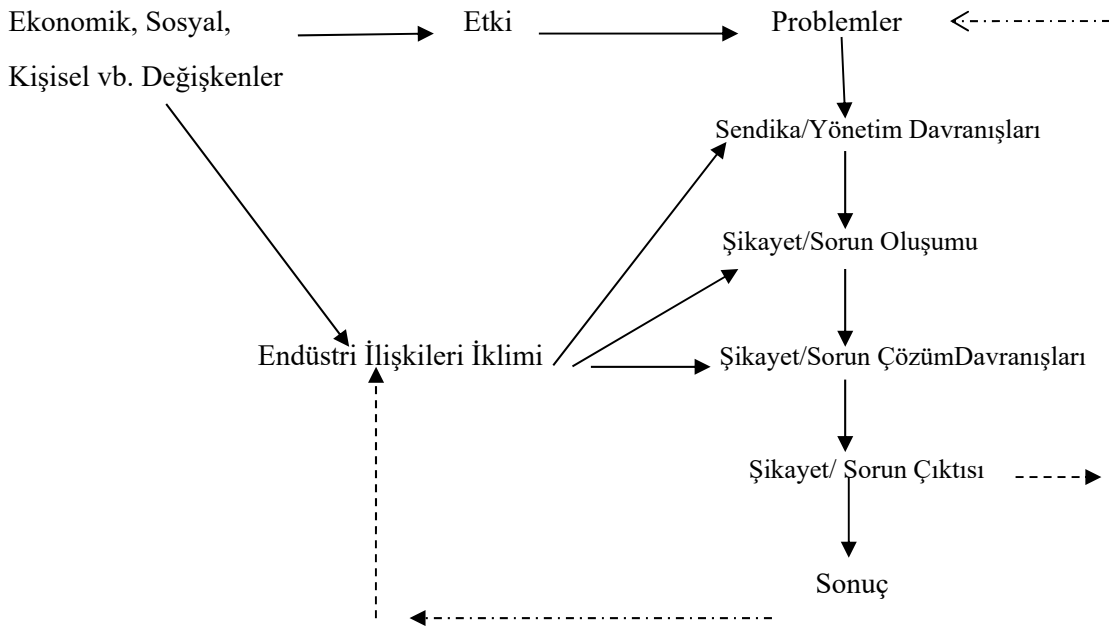 Ekonomik, Sosyal,
Kişisel vb. Değişkenler
Etki
Problemler
Sendika/Yönetim Davranışları
Şikayet/Sorun Oluşumu
Endüstri İlişkileri İklimi
Şikayet/Sorun ÇözümDavranışları
Şikayet/ Sorun Çıktısı
Sonuç